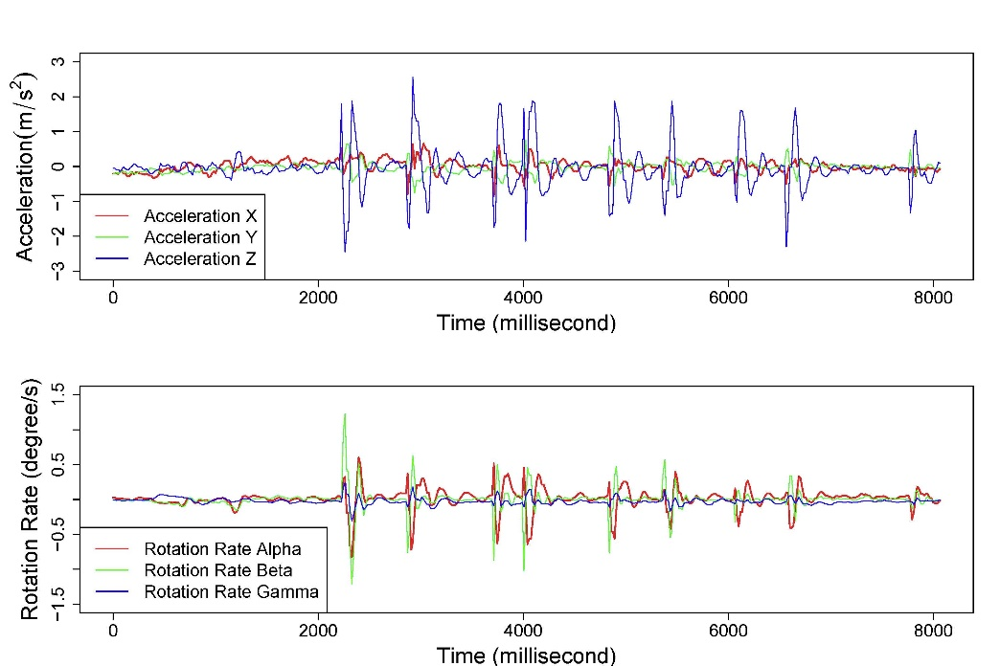 Acceleration(m/s²)
3
2
1
0
−1
−2
−3
Acceleration X
Acceleration Y
Acceleration Z
0 2000 4000 6000 8000
Time (millisecond)
Rotation Rate (degree/s)
1.5
0.5
−0.5
−1.5
Rotation Rate Alpha
Rotation Rate Beta
Rotation Rate Gamma
0 2000 4000 6000 8000
Time (millisecond)